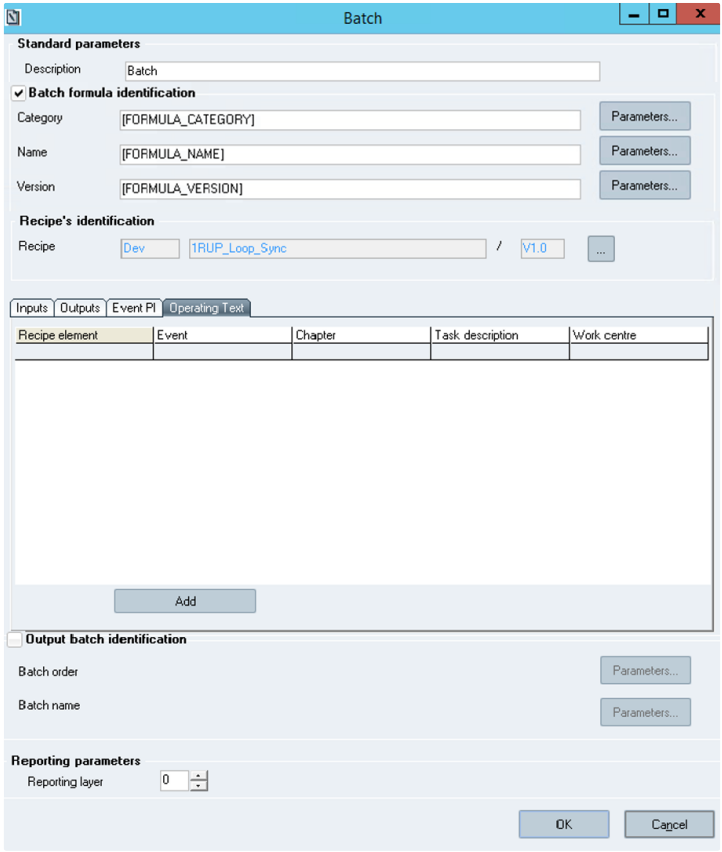 Batch
Standard parameters
Description Batch
Batch formula identification
Category [FORMULA_CATEGORY] Parameters...
Name [FORMULA_NAME] Parameters...
Version [FORMULA_VERSION] Parameters...
Recipe's identification
Recipe Dev 1RUP_Loop_Sync / V1.0 ...
Inputs Outputs Event PI Operating Text
Recipe element Event Chapter Task description Work centre
Add
Output batch identification
Batch order Parameters...
Batch name Parameters...
Reporting parameters
Reporting layer 0
OK Cancel